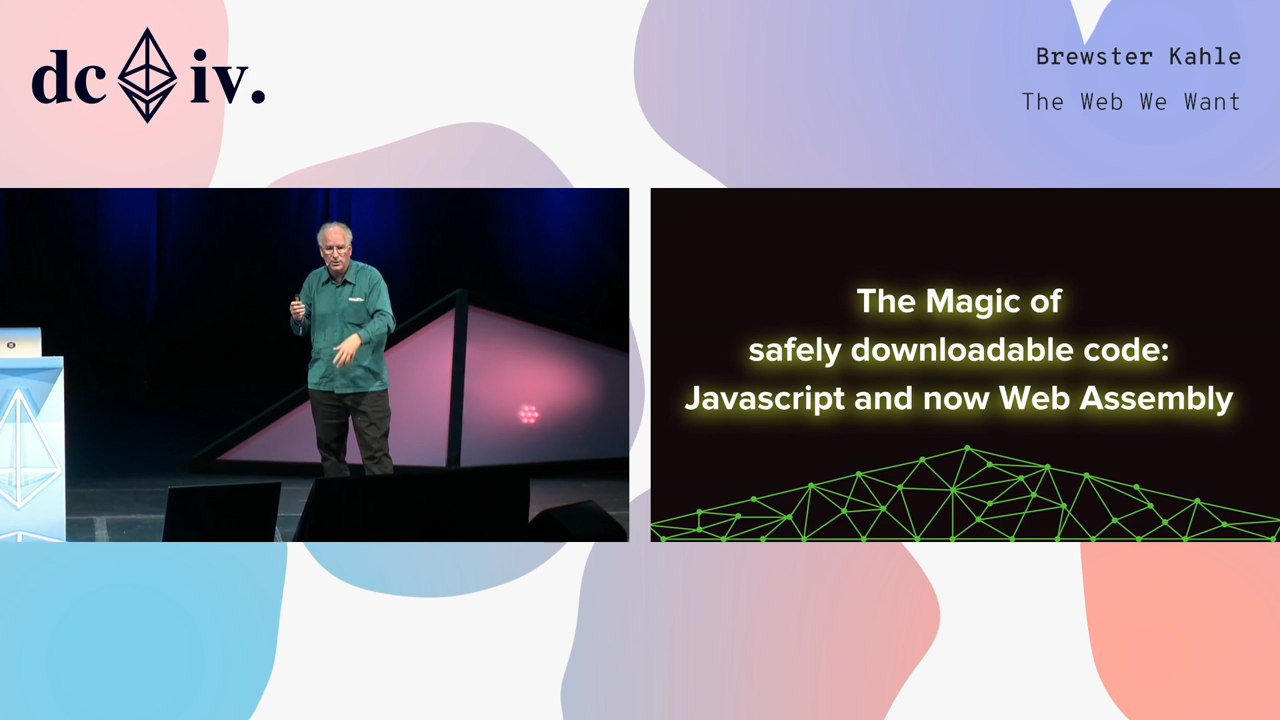 dc iv.
Brewster Kahle
The Web We Want
The Magic of
safely downloadable code:
Javascript and now Web Assembly